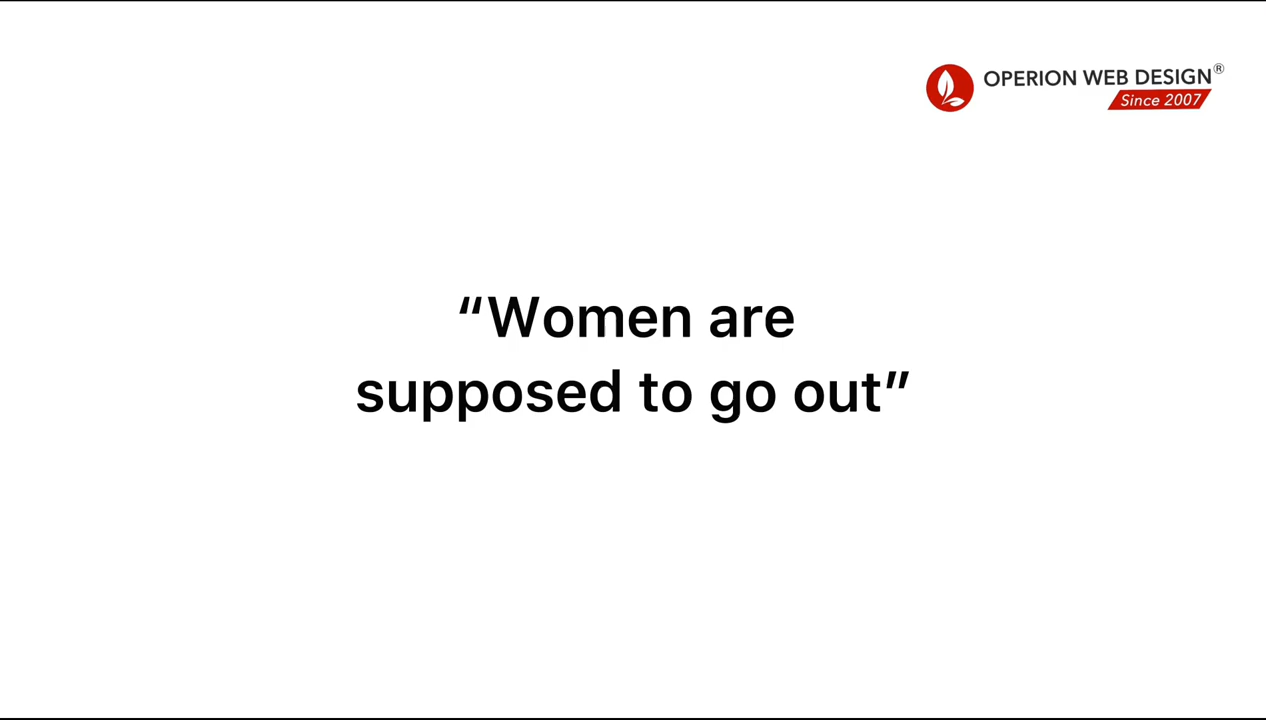 OPERION WEB DESIGN®
Since 2007
“Women are
supposed to go out”